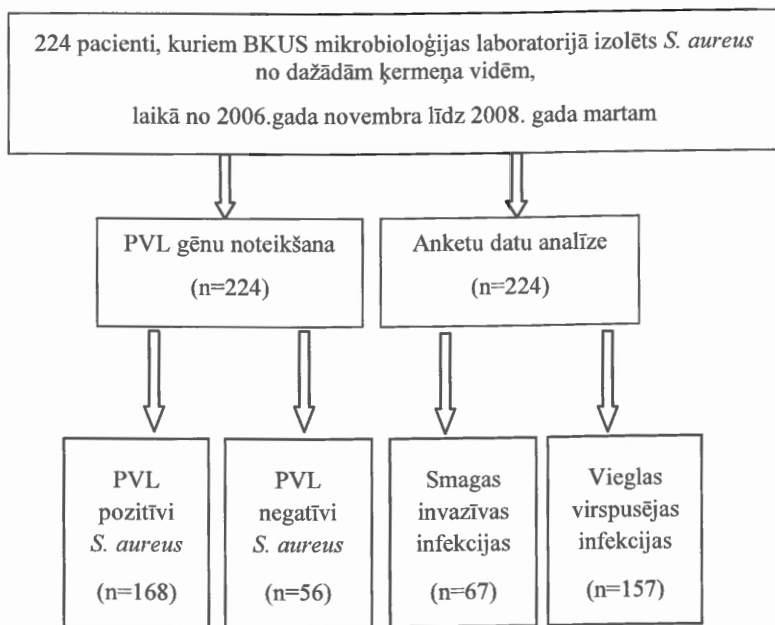 224 pacienti, kuriem BKUS mikrobioloģijas laboratorijā izolēts S. aureus
no dažādām ķermeņa vidēm,
laikā no 2006.gada novembra līdz 2008. gada martam
PVL gēnu noteikšana
(n=224)
Anketu datu analīze
(n=224)
PVL
pozitīvi
S. aureus
(n=168)
PVL
negatīvi
S. aureus
(n=56)
Smagas
invazīvas
infekcijas
(n=67)
Vieglas
virspusējas
infekcijas
(n=157)